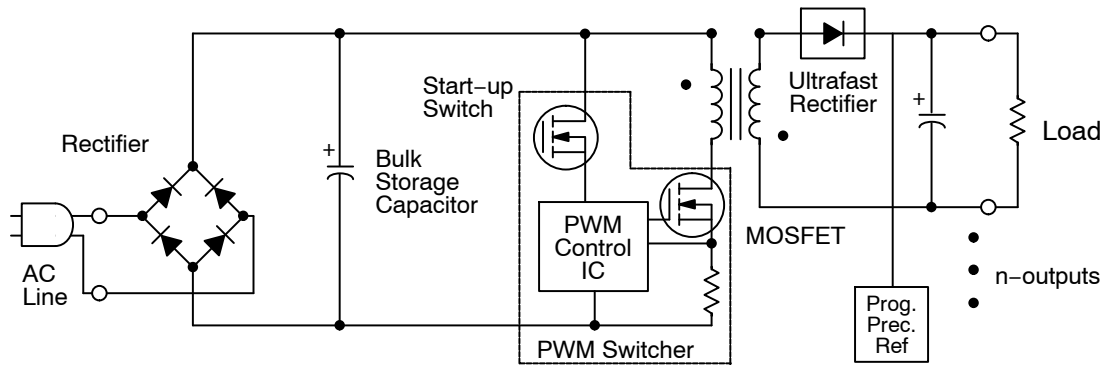 Start−up
Switch
Ultrafast
Rectifier
+
Load
Rectifier
+
Bulk
Storage
Capacitor
PWM
Control
IC
MOSFET
AC
Line
n−outputs
Prog.
Prec.
Ref
PWM Switcher